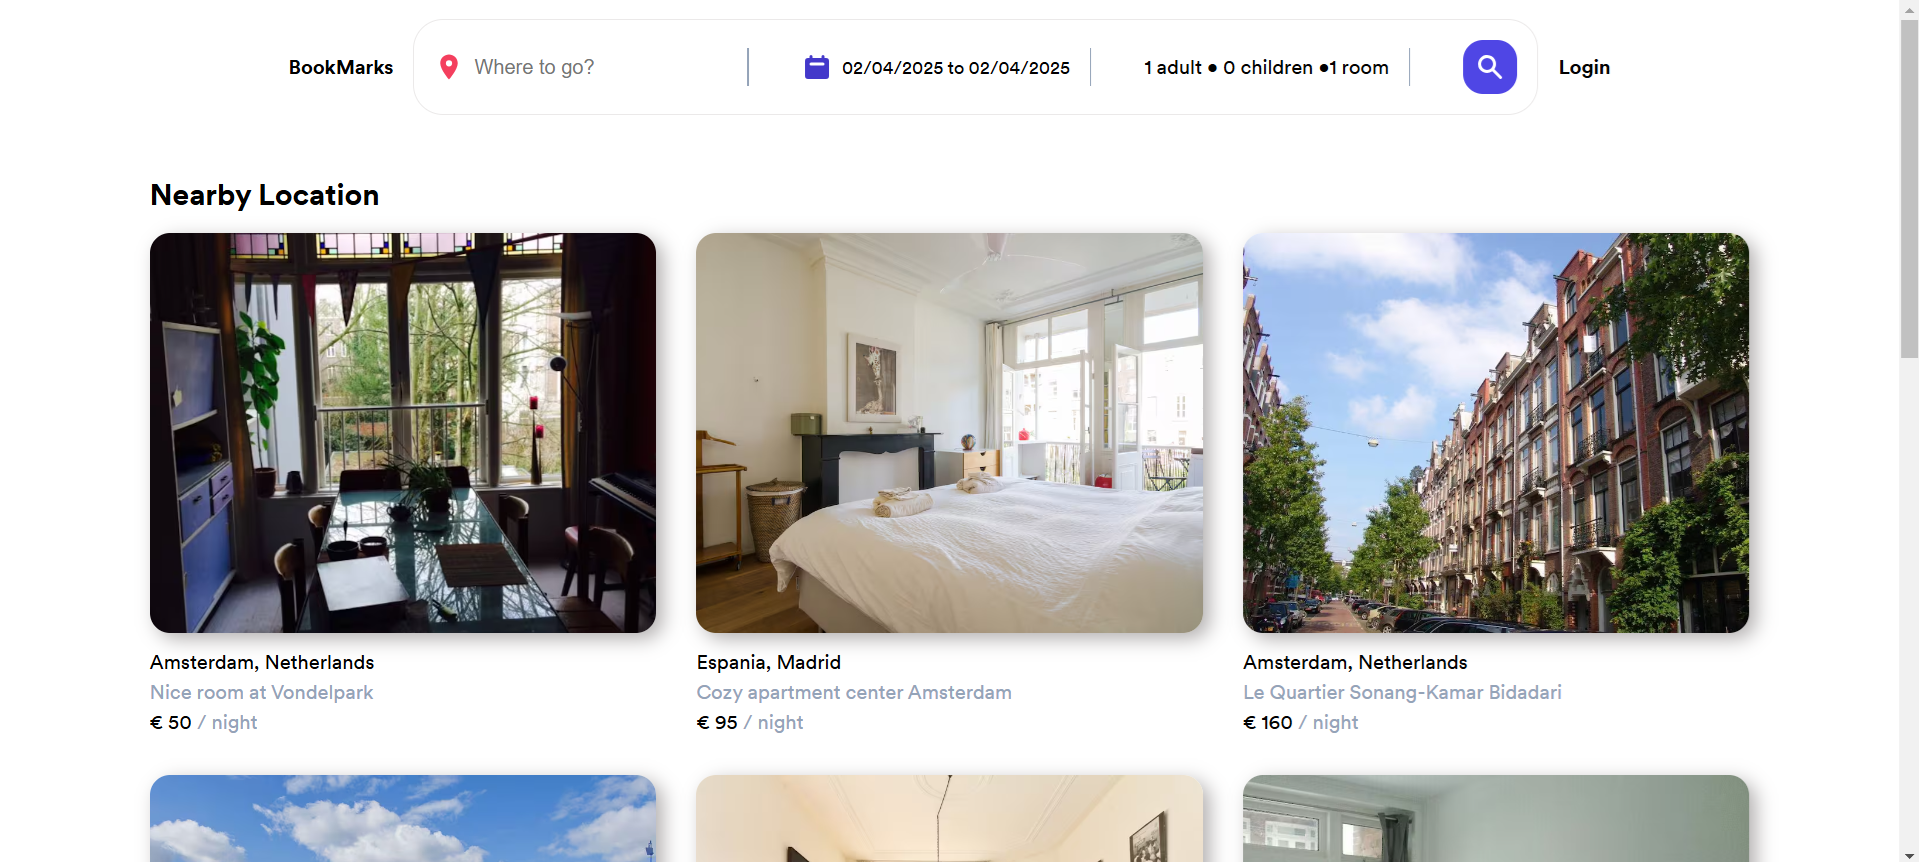 BookMarks
Where to go?
02/04/2025 to 02/04/2025
1 adult ● 0 children ●1 room
Login
Nearby Location
Amsterdam, Netherlands
Nice room at Vondelpark
€ 50 / night
Espania, Madrid
Cozy apartment center Amsterdam
€ 95 / night
Amsterdam, Netherlands
Le Quartier Sonang-Kamar Bidadari
€ 160 / night